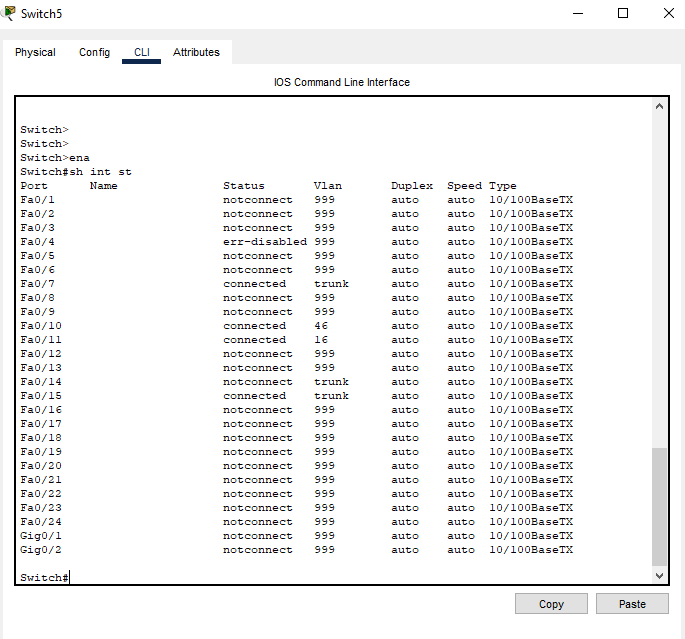 Switch5
Physical Config CLI Attributes
IOS Command Line Interface
Switch>
Switch>
Switch>ena
Switch#sh int st
Port Name Status Vlan Duplex Speed Type
Fa0/1 notconnect 999 auto auto 10/100BaseTX
Fa0/2 notconnect 999 auto auto 10/100BaseTX
Fa0/3 notconnect 999 auto auto 10/100BaseTX
Fa0/4 err-disabled 999 auto auto 10/100BaseTX
Fa0/5 notconnect 999 auto auto 10/100BaseTX
Fa0/6 notconnect 999 auto auto 10/100BaseTX
Fa0/7 connected trunk auto auto 10/100BaseTX
Fa0/8 notconnect 999 auto auto 10/100BaseTX
Fa0/9 notconnect 999 auto auto 10/100BaseTX
Fa0/10 connected 46 auto auto 10/100BaseTX
Fa0/11 connected 16 auto auto 10/100BaseTX
Fa0/12 notconnect 999 auto auto 10/100BaseTX
Fa0/13 notconnect 999 auto auto 10/100BaseTX
Fa0/14 notconnect trunk auto auto 10/100BaseTX
Fa0/15 connected trunk auto auto 10/100BaseTX
Fa0/16 notconnect 999 auto auto 10/100BaseTX
Fa0/17 notconnect 999 auto auto 10/100BaseTX
Fa0/18 notconnect 999 auto auto 10/100BaseTX
Fa0/19 notconnect 999 auto auto 10/100BaseTX
Fa0/20 notconnect 999 auto auto 10/100BaseTX
Fa0/21 notconnect 999 auto auto 10/100BaseTX
Fa0/22 notconnect 999 auto auto 10/100BaseTX
Fa0/23 notconnect 999 auto auto 10/100BaseTX
Fa0/24 notconnect 999 auto auto 10/100BaseTX
Gig0/1 notconnect 999 auto auto 10/100BaseTX
Gig0/2 notconnect 999 auto auto 10/100BaseTX
Switch#
Copy Paste